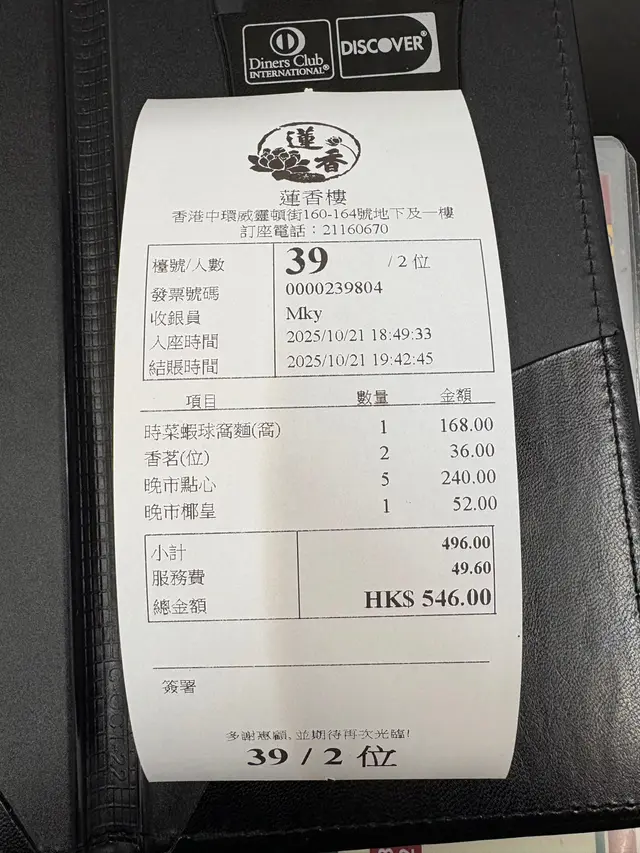 Diners Club
INTERNATIONAL®
DISCOVER®
蓮香
蓮香樓
香港中環威靈頓街160-164號地下及一樓
訂座電話：21160670
檯號/人數 39 / 2 位
發票號碼 0000239804
收銀員 Mky
入座時間 2025/10/21 18:49:33
結賬時間 2025/10/21 19:42:45
項目 數量 金額
時菜蝦球窩麵(窩) 1 168.00
香茗(位) 2 36.00
晚市點心 5 240.00
晚市椰皇 1 52.00
小計 496.00
服務費 49.60
總金額 HK$ 546.00
簽署
多謝惠顧, 並期待再次光臨!
39 / 2 位